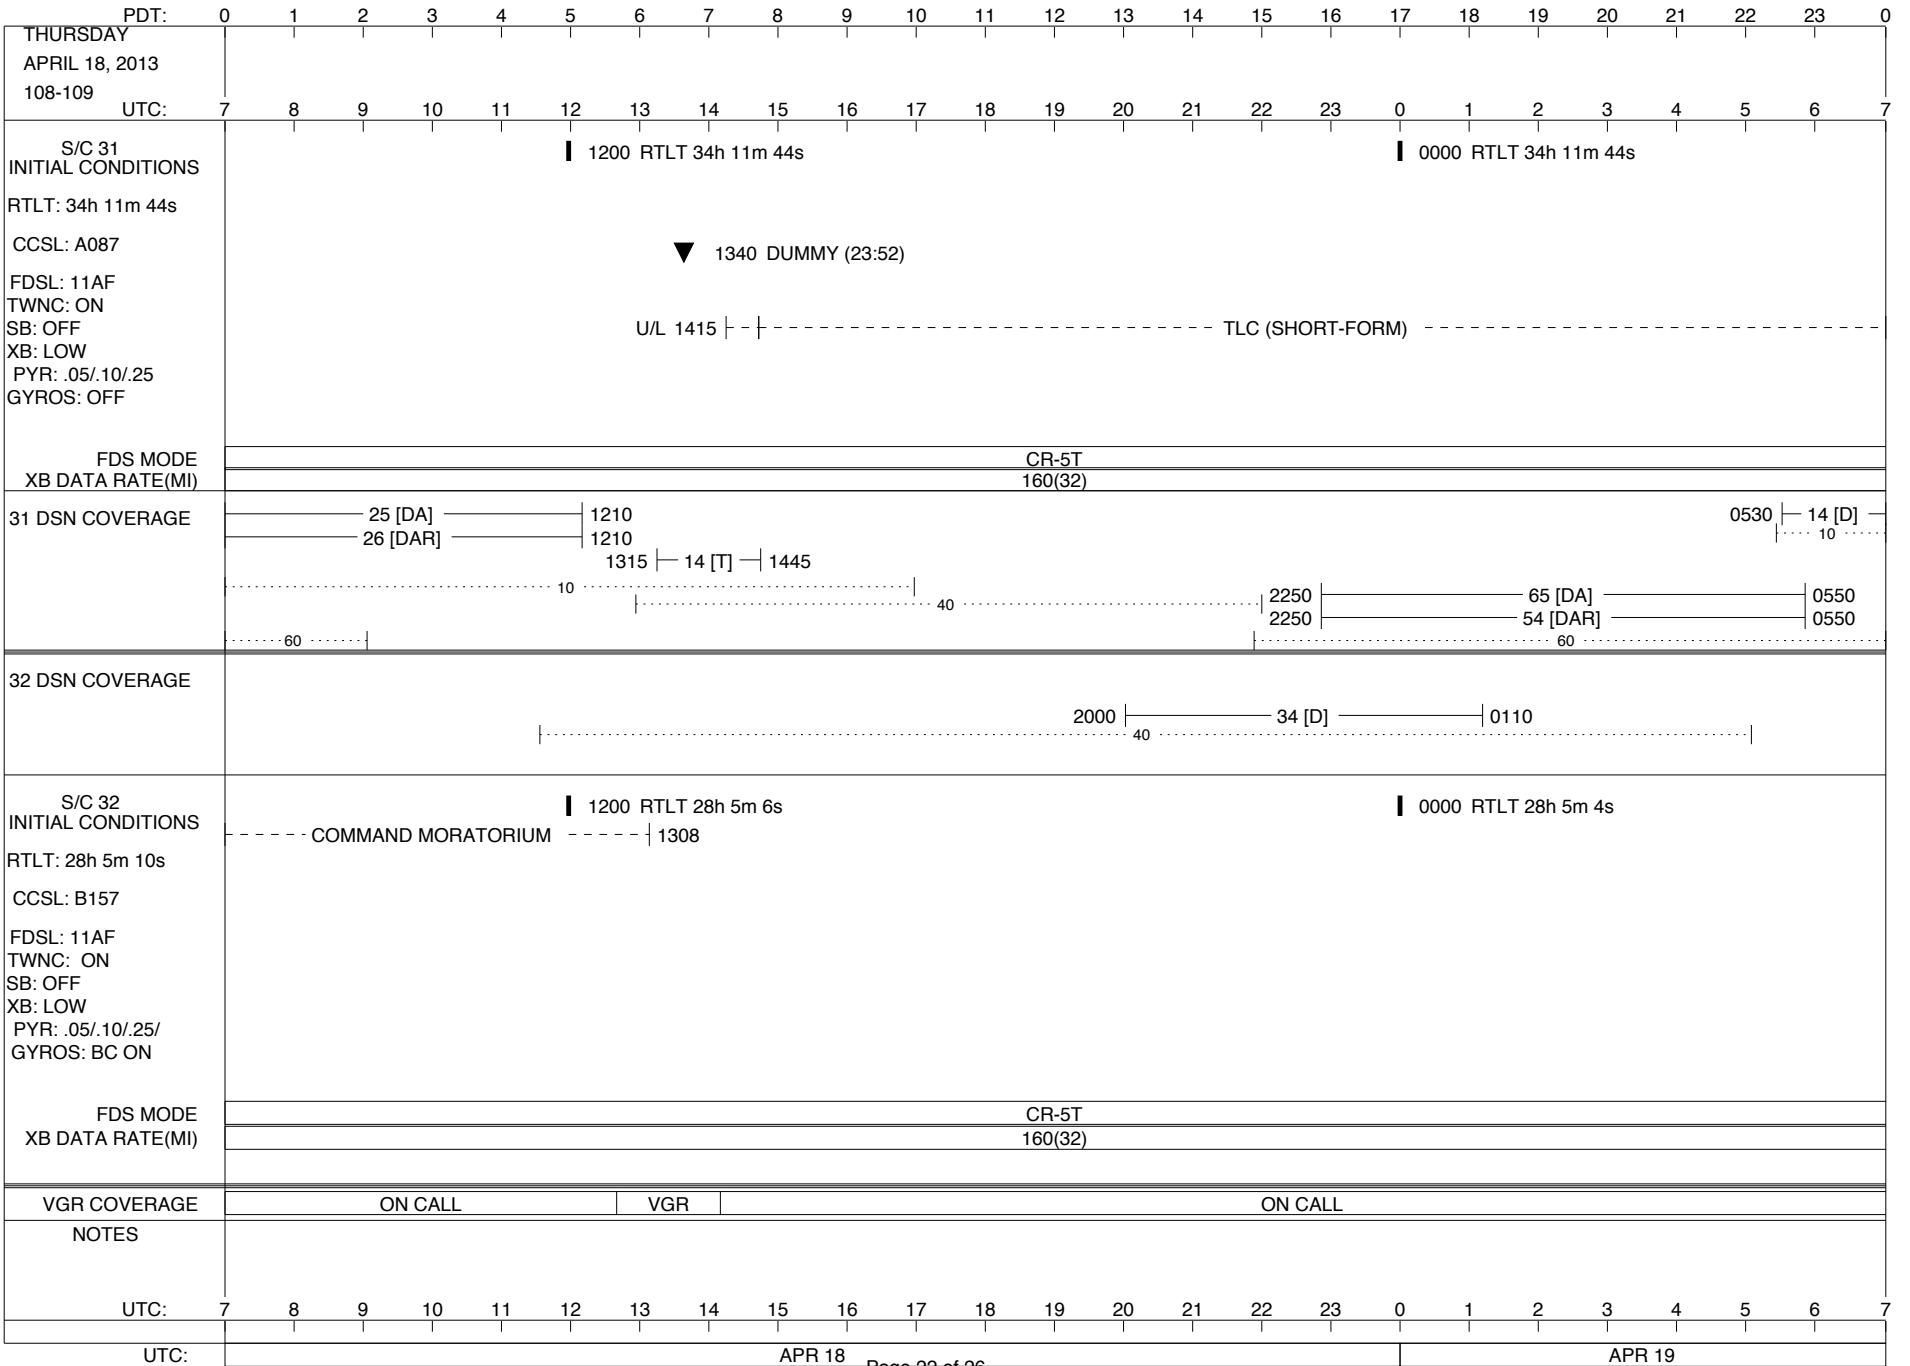 PDT: 0 1 2 3 4 5 6 7 8 9 10 11 12 13 14 15 16 17 18 19 20 21 22 23 0
THURSDAY
APRIL 18, 2013
108-109
UTC: 7 8 9 10 11 12 13 14 15 16 17 18 19 20 21 22 23 0 1 2 3 4 5 6 7
S/C 31
INITIAL CONDITIONS
1200 RTLT 34h 11m 44s
0000 RTLT 34h 11m 44s
RTLT: 34h 11m 44s
CCSL: A087
1340 DUMMY (23:52)
FDSL: 11AF
TWNC: ON
SB: OFF
U/L 1415
TLC (SHORT-FORM)
XB: LOW
PYR: .05/.10/.25
GYROS: OFF
FDS MODE CR-5T
XB DATA RATE(MI) 160(32)
31 DSN COVERAGE
25 [DA] 1210
0530 14 [D]
26 [DAR] 1210
10
1315 14 [T] 1445
10
2250 65 [DA] 0550
40
2250 54 [DAR] 0550
60
60
32 DSN COVERAGE
2000 34 [D] 0110
40
S/C 32
INITIAL CONDITIONS
1200 RTLT 28h 5m 6s
0000 RTLT 28h 5m 4s
COMMAND MORATORIUM 1308
RTLT: 28h 5m 10s
CCSL: B157
FDSL: 11AF
TWNC: ON
SB: OFF
XB: LOW
PYR: .05/.10/.25/
GYROS: BC ON
FDS MODE CR-5T
XB DATA RATE(MI) 160(32)
VGR COVERAGE ON CALL VGR ON CALL
NOTES
UTC: 7 8 9 10 11 12 13 14 15 16 17 18 19 20 21 22 23 0 1 2 3 4 5 6 7
UTC: APR 18 APR 19
Page 22 of 26